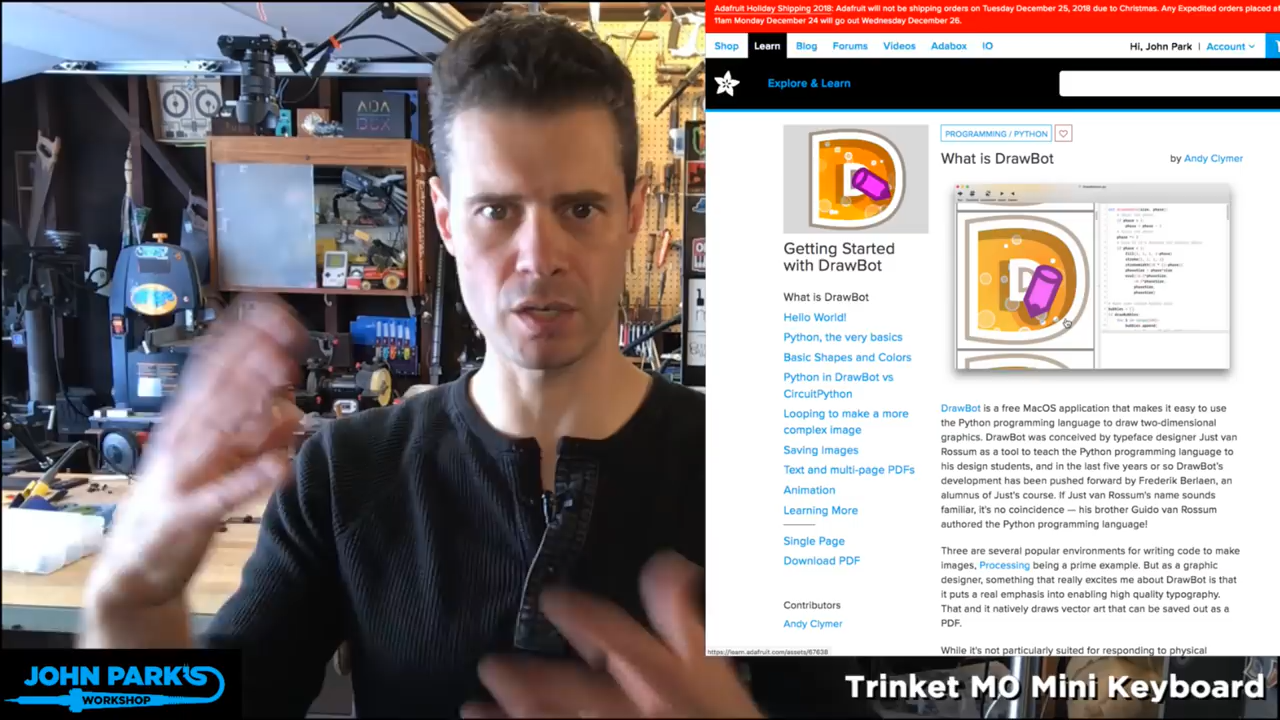 Adafruit Holiday Shipping 2018: Adafruit will not be shipping orders on Tuesday December 25, 2018 due to Christmas. Any Expedited orders placed
11am Monday December 24 will go out Wednesday December 26.
Shop Learn Blog Forums Videos Adabox IO Hi, John Park Account
Explore & Learn
PROGRAMMING / PYTHON
What is DrawBot by Andy Clymer
Getting Started
with DrawBot
What is DrawBot
Hello World!
Python, the very basics
Basic Shapes and Colors
Python in DrawBot vs
CircuitPython
Looping to make a more
complex image
Saving Images
Text and multi-page PDFs
Animation
Learning More
Single Page
Download PDF
Contributors
Andy Clymer
DrawBot is a free MacOS application that makes it easy to use
the Python programming language to draw two-dimensional
graphics. DrawBot was conceived by typeface designer Just van
Rossum as a tool to teach the Python programming language to
his design students, and in the last five years or so DrawBot's
development has been pushed forward by Frederik Berlaen, an
alumnus of Just's course. If Just van Rossum's name sounds
familiar, it's no coincidence — his brother Guido van Rossum
authored the Python programming language!
Three are several popular environments for writing code to make
images, Processing being a prime example. But as a graphic
designer, something that really excites me about DrawBot is that
it puts a real emphasis into enabling high quality typography.
That and it natively draws vector art that can be saved out as a
PDF.
While it's not particularly suited for responding to physical
https://learn.adafruit.com/assets/67638
ADA
BOX
JOHN PARK'S
WORKSHOP
Trinket M0 Mini Keyboard